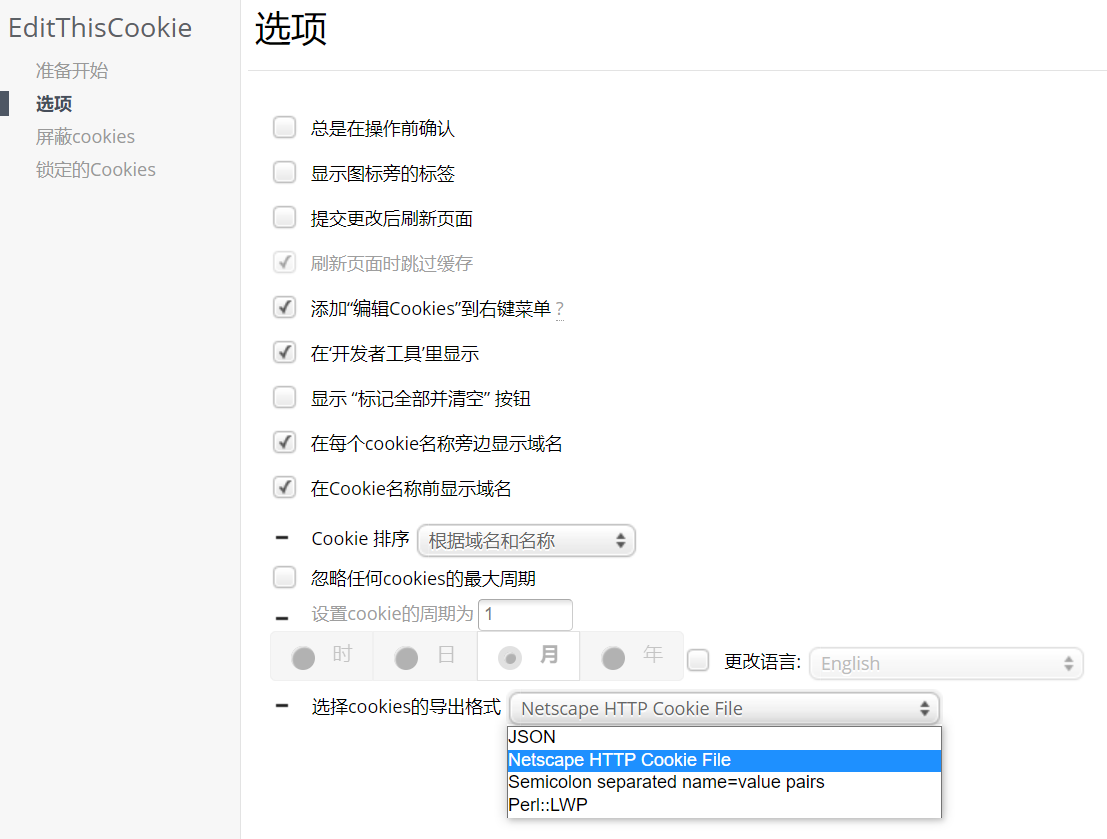 EditThisCookie
准备开始
选项
屏蔽cookies
锁定的Cookies
选项
总是在操作前确认
显示图标旁的标签
提交更改后刷新页面
刷新页面时跳过缓存
添加“编辑Cookies”到右键菜单 ?
在‘开发者工具’里显示
显示 “标记全部并清空” 按钮
在每个cookie名称旁边显示域名
在Cookie名称前显示域名
Cookie 排序 根据域名和名称
忽略任何cookies的最大周期
设置cookie的周期为 1
时 日 月 年 更改语言: English
选择cookies的导出格式 Netscape HTTP Cookie File
JSON
Netscape HTTP Cookie File
Semicolon separated name=value pairs
Perl::LWP